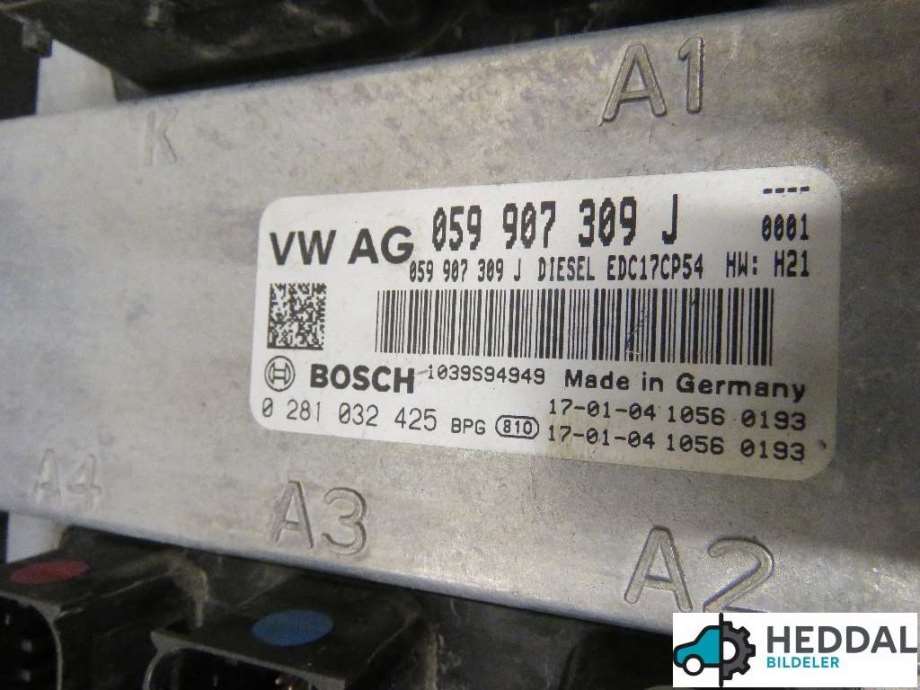 A1
K
----
VW AG 059 907 309 J 0001
059 907 309 J DIESEL EDC17CP54 HW: H21
BOSCH 1039S94949 Made in Germany
0 281 032 425 BPG 810 17-01-04 1056 0193
17-01-04 1056 0193
A4
A3
A2
HEDDAL
BILDELER